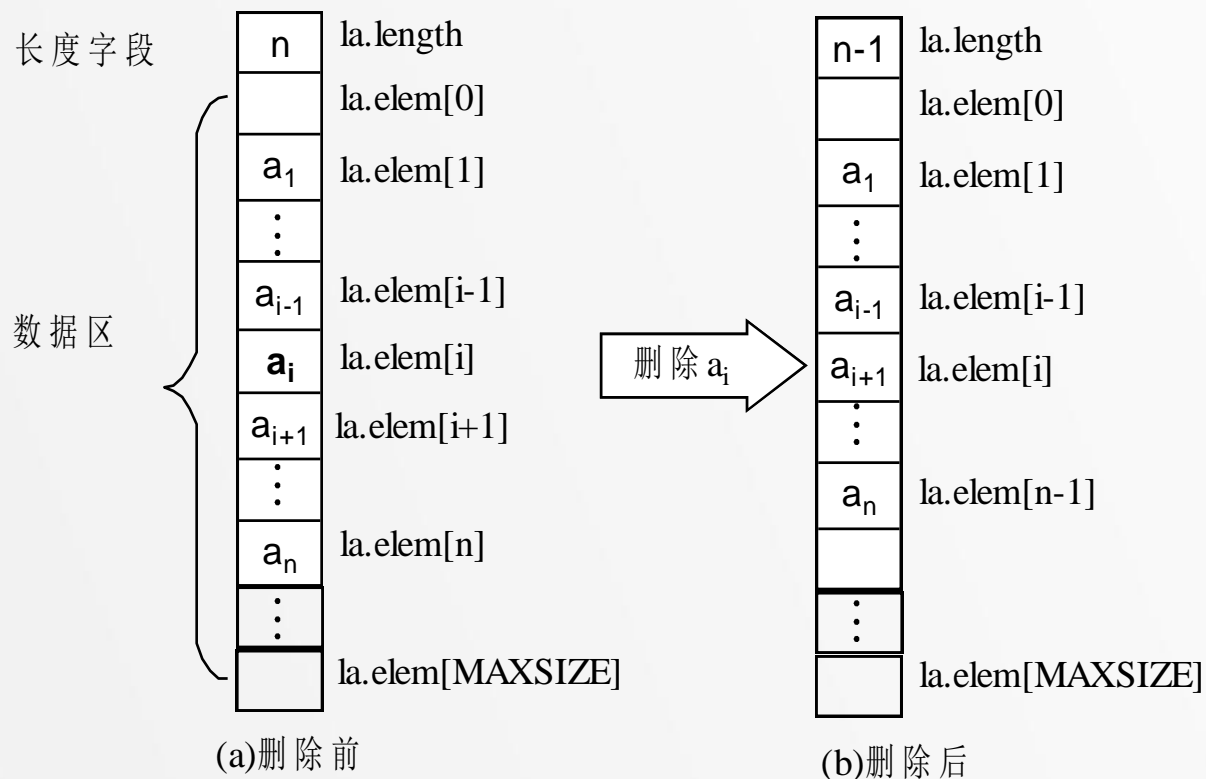 长度字段
n
la.length
la.elem[0]
a₁
la.elem[1]
⋮
aᵢ₋₁
la.elem[i-1]
数据区
aᵢ
la.elem[i]
aᵢ₊₁
la.elem[i+1]
⋮
aₙ
la.elem[n]
⋮
la.elem[MAXSIZE]
(a)删除前
删除 aᵢ
n-1
la.length
la.elem[0]
a₁
la.elem[1]
⋮
aᵢ₋₁
la.elem[i-1]
aᵢ₊₁
la.elem[i]
⋮
aₙ
la.elem[n-1]
⋮
la.elem[MAXSIZE]
(b)删除后